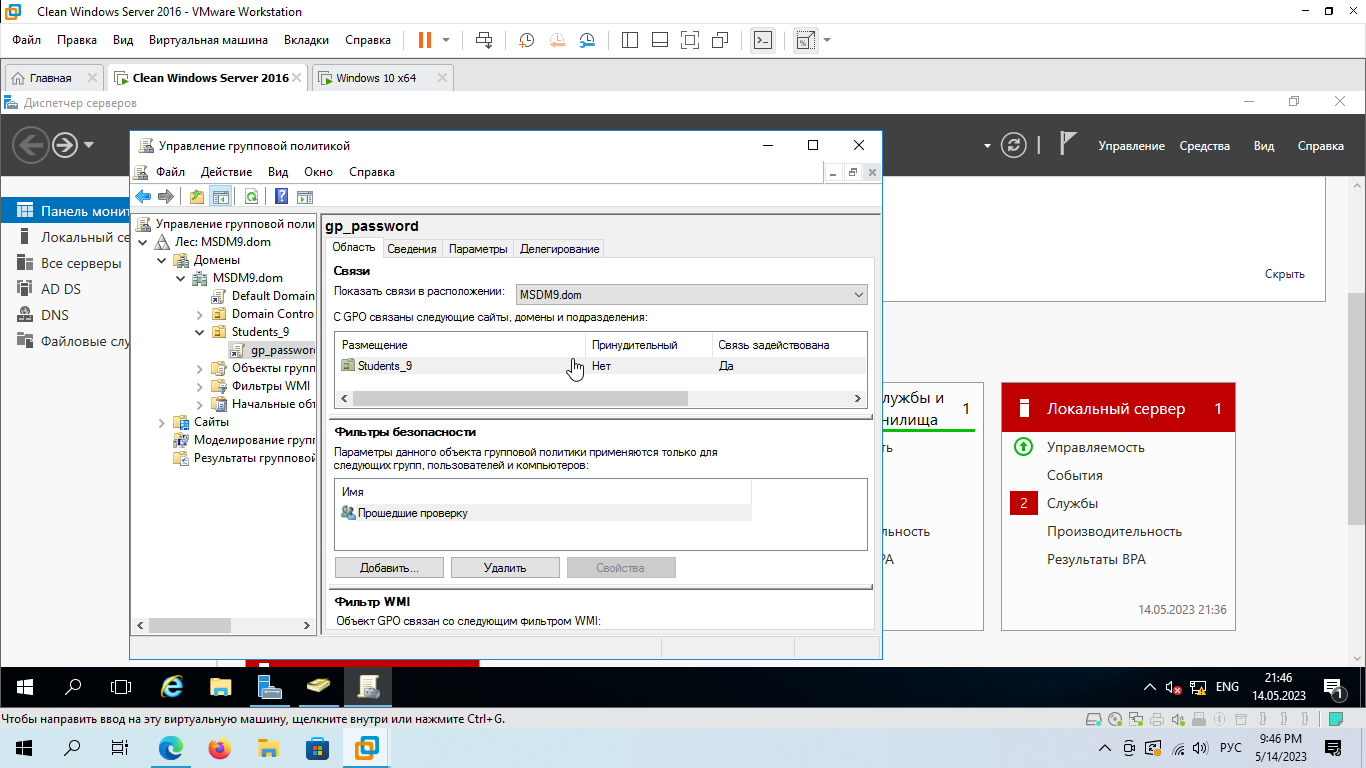 Clean Windows Server 2016 - VMware Workstation
Файл Правка Вид Виртуальная машина Вкладки Справка
Главная Clean Windows Server 2016 Windows 10 x64
Диспетчер серверов
Управление Средства Вид Справка
Панель мони
Локальный се
Все серверы
AD DS
DNS
Файловые слу
Управление групповой политикой
Файл Действие Вид Окно Справка
Управление групповой поли
Лес: MSDM9.dom
Домены
MSDM9.dom
Default Domain
Domain Contro
Students_9
gp_passwor
Объекты групп
Фильтры WMI
Начальные об
Сайты
Моделирование групп
Результаты групповой
gp_password
Область Сведения Параметры Делегирование
Связи
Показать связи в расположении: MSDM9.dom
С GPO связаны следующие сайты, домены и подразделения:
Размещение Принудительный Связь задействована
Students_9 Нет Да
Фильтры безопасности
Параметры данного объекта групповой политики применяются только для
следующих групп, пользователей и компьютеров:
Имя
Прошедшие проверку
Добавить... Удалить Свойства
Фильтр WMI
Объект GPO связан со следующим фильтром WMI:
Скрыть
лужбы и 1
нилища
ть
льность
РА
Локальный сервер 1
Управляемость
События
2 Службы
Производительность
Результаты BPA
14.05.2023 21:36
ENG
21:46
14.05.2023
1
Чтобы направить ввод на эту виртуальную машину, щелкните внутри или нажмите Ctrl+G.
РУС
9:46 PM
5/14/2023